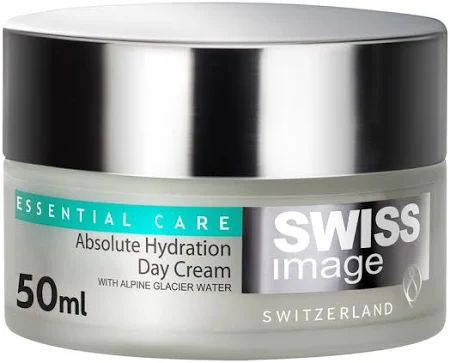 ESSENTIAL CARE
Absolute Hydration
Day Cream
WITH ALPINE GLACIER WATER
50ml
SWISS
image
SWITZERLAND